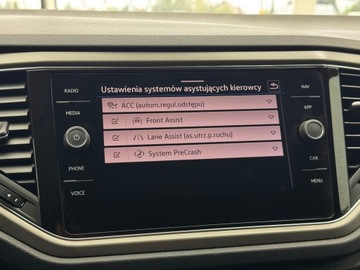 Ustawienia systemów asystujących kierowcy
RADIO
MEDIA
PHONE
VOICE
ACC (autom.regul.odstępu)
Front Assist
Lane Assist (as.utrz.p.ruchu)
System PreCrash
NAV
APP
CAR
MENU